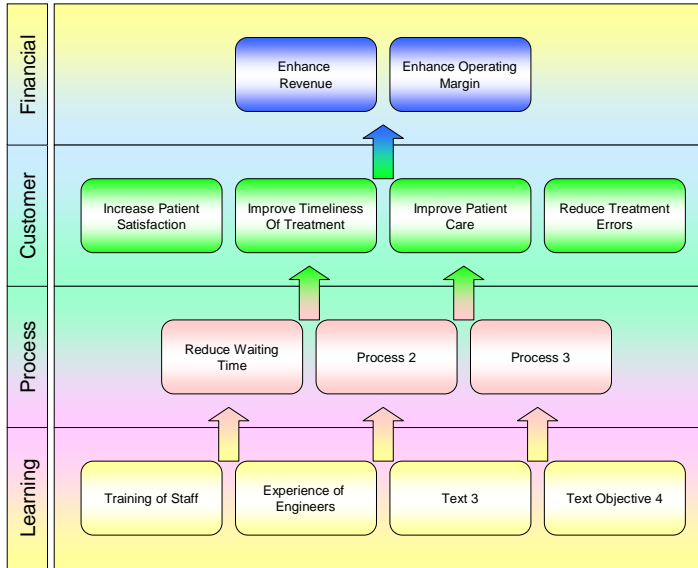 Financial
Enhance
Revenue
Enhance Operating
Margin
Customer
Increase Patient
Satisfaction
Improve Timeliness
Of Treatment
Improve Patient
Care
Reduce Treatment
Errors
Process
Reduce Waiting
Time
Process 2
Process 3
Learning
Training of Staff
Experience of
Engineers
Text 3
Text Objective 4